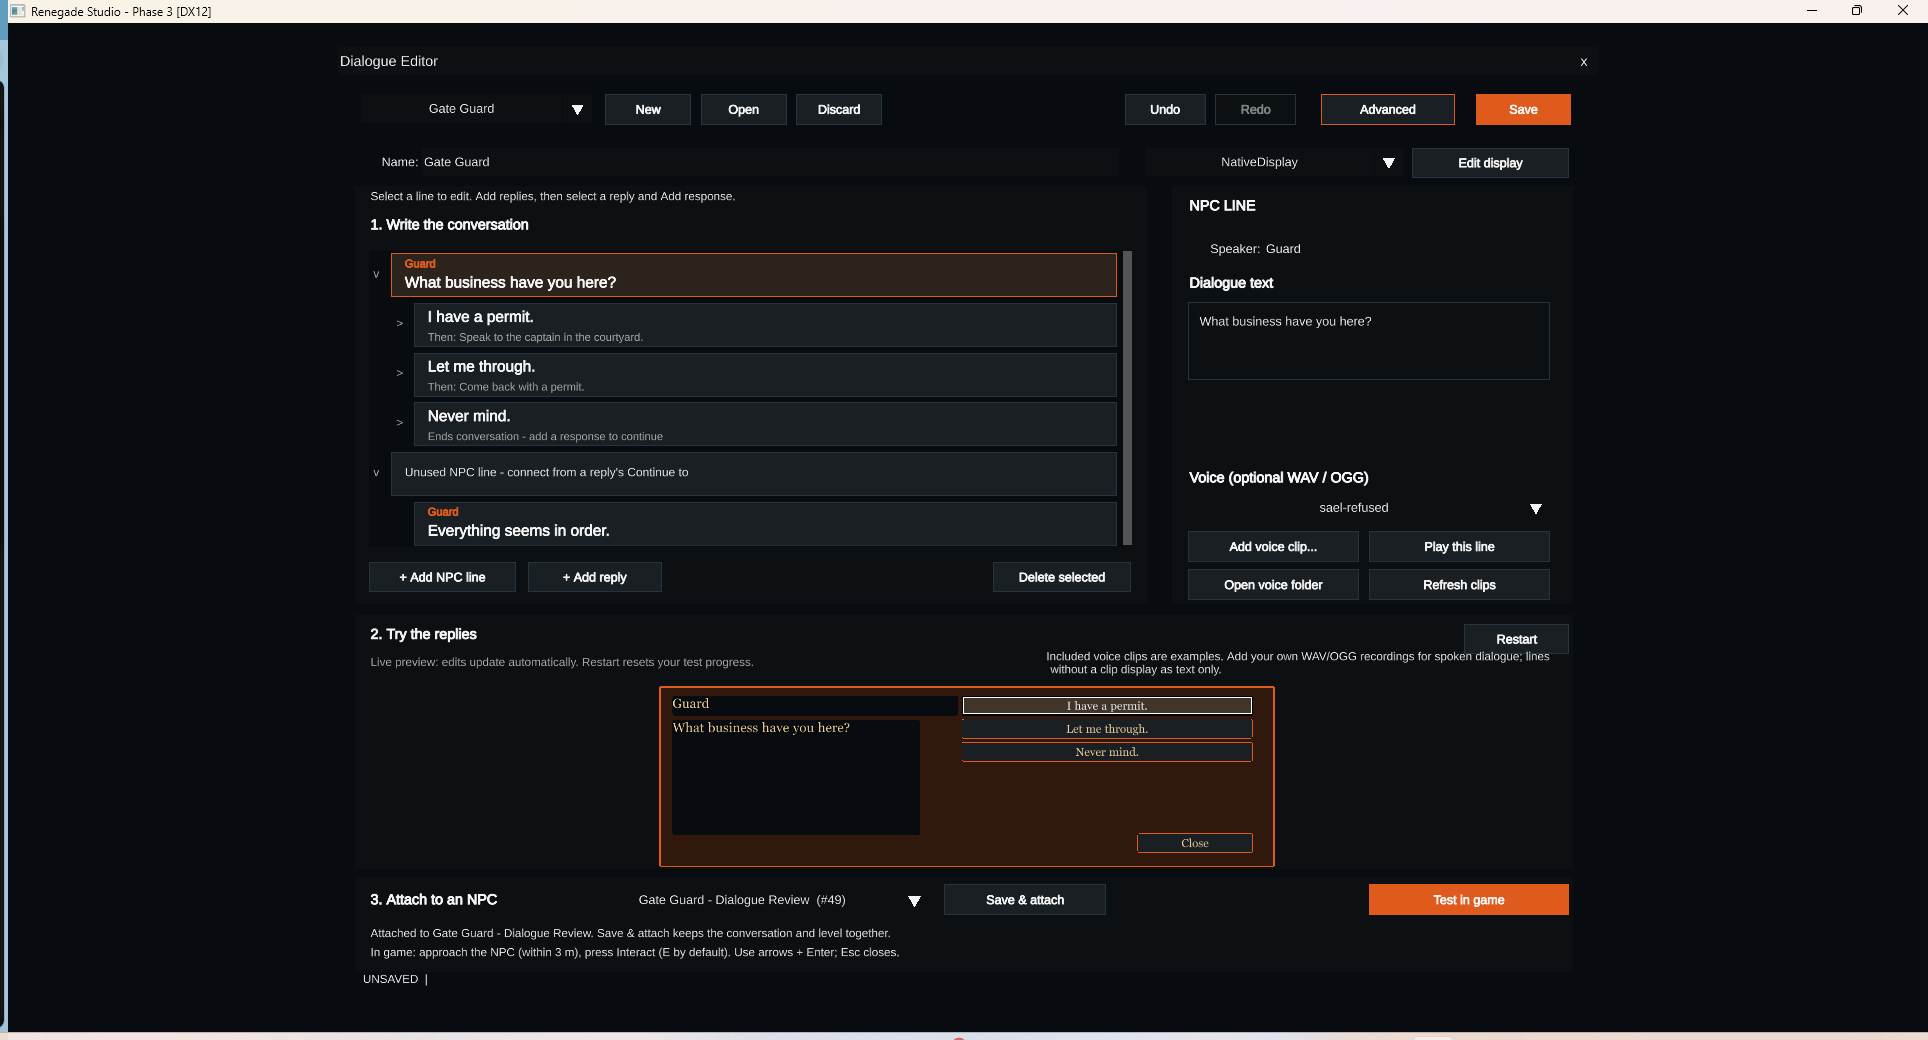 Renegade Studio - Phase 3 [DX12]
Dialogue Editor
x
Gate Guard
New
Open
Discard
Undo
Redo
Advanced
Save
Name: Gate Guard
NativeDisplay
Edit display
Select a line to edit. Add replies, then select a reply and Add response.
1. Write the conversation
v
Guard
What business have you here?
>
I have a permit.
Then: Speak to the captain in the courtyard.
>
Let me through.
Then: Come back with a permit.
>
Never mind.
Ends conversation - add a response to continue
v
Unused NPC line - connect from a reply's Continue to
Guard
Everything seems in order.
+ Add NPC line
+ Add reply
Delete selected
NPC LINE
Speaker: Guard
Dialogue text
What business have you here?
Voice (optional WAV / OGG)
sael-refused
Add voice clip...
Play this line
Open voice folder
Refresh clips
2. Try the replies
Restart
Live preview: edits update automatically. Restart resets your test progress.
Included voice clips are examples. Add your own WAV/OGG recordings for spoken dialogue; lines
without a clip display as text only.
Guard
What business have you here?
I have a permit.
Let me through.
Never mind.
Close
3. Attach to an NPC
Gate Guard - Dialogue Review (#49)
Save & attach
Test in game
Attached to Gate Guard - Dialogue Review. Save & attach keeps the conversation and level together.
In game: approach the NPC (within 3 m), press Interact (E by default). Use arrows + Enter; Esc closes.
UNSAVED |